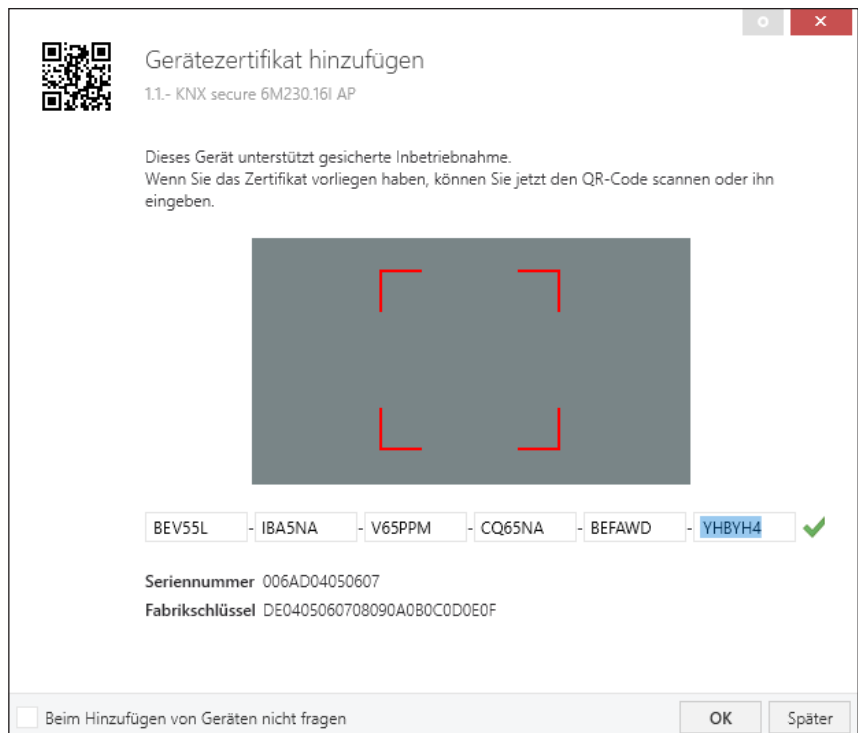 Gerätezertifikat hinzufügen
1.1.- KNX secure 6M230.16I AP
Dieses Gerät unterstützt gesicherte Inbetriebnahme.
Wenn Sie das Zertifikat vorliegen haben, können Sie jetzt den QR-Code scannen oder ihn
eingeben.
BEV55L - IBA5NA - V65PPM - CQ65NA - BEFAWD - YHBYH4
Seriennummer 006AD04050607
Fabrikschlüssel DE0405060708090A0B0C0D0E0F
Beim Hinzufügen von Geräten nicht fragen OK Später